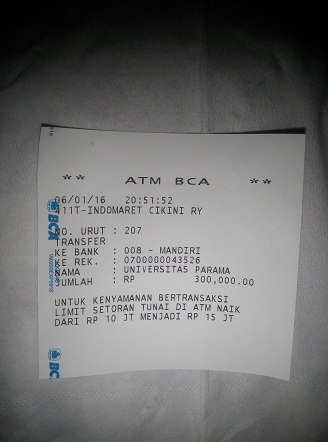 ** ATM BCA **
06/01/16 20:51:52
411T-INDOMARET CIKINI RY
NO. URUT : 207
TRANSFER
KE BANK : 008 - MANDIRI
KE REK. : 0700000043526
NAMA : UNIVERSITAS PARAMA
JUMLAH : RP 300,000.00
UNTUK KENYAMANAN BERTRANSAKSI
LIMIT SETORAN TUNAI DI ATM NAIK
DARI RP 10 JT MENJADI RP 15 JT
BCA
BCA